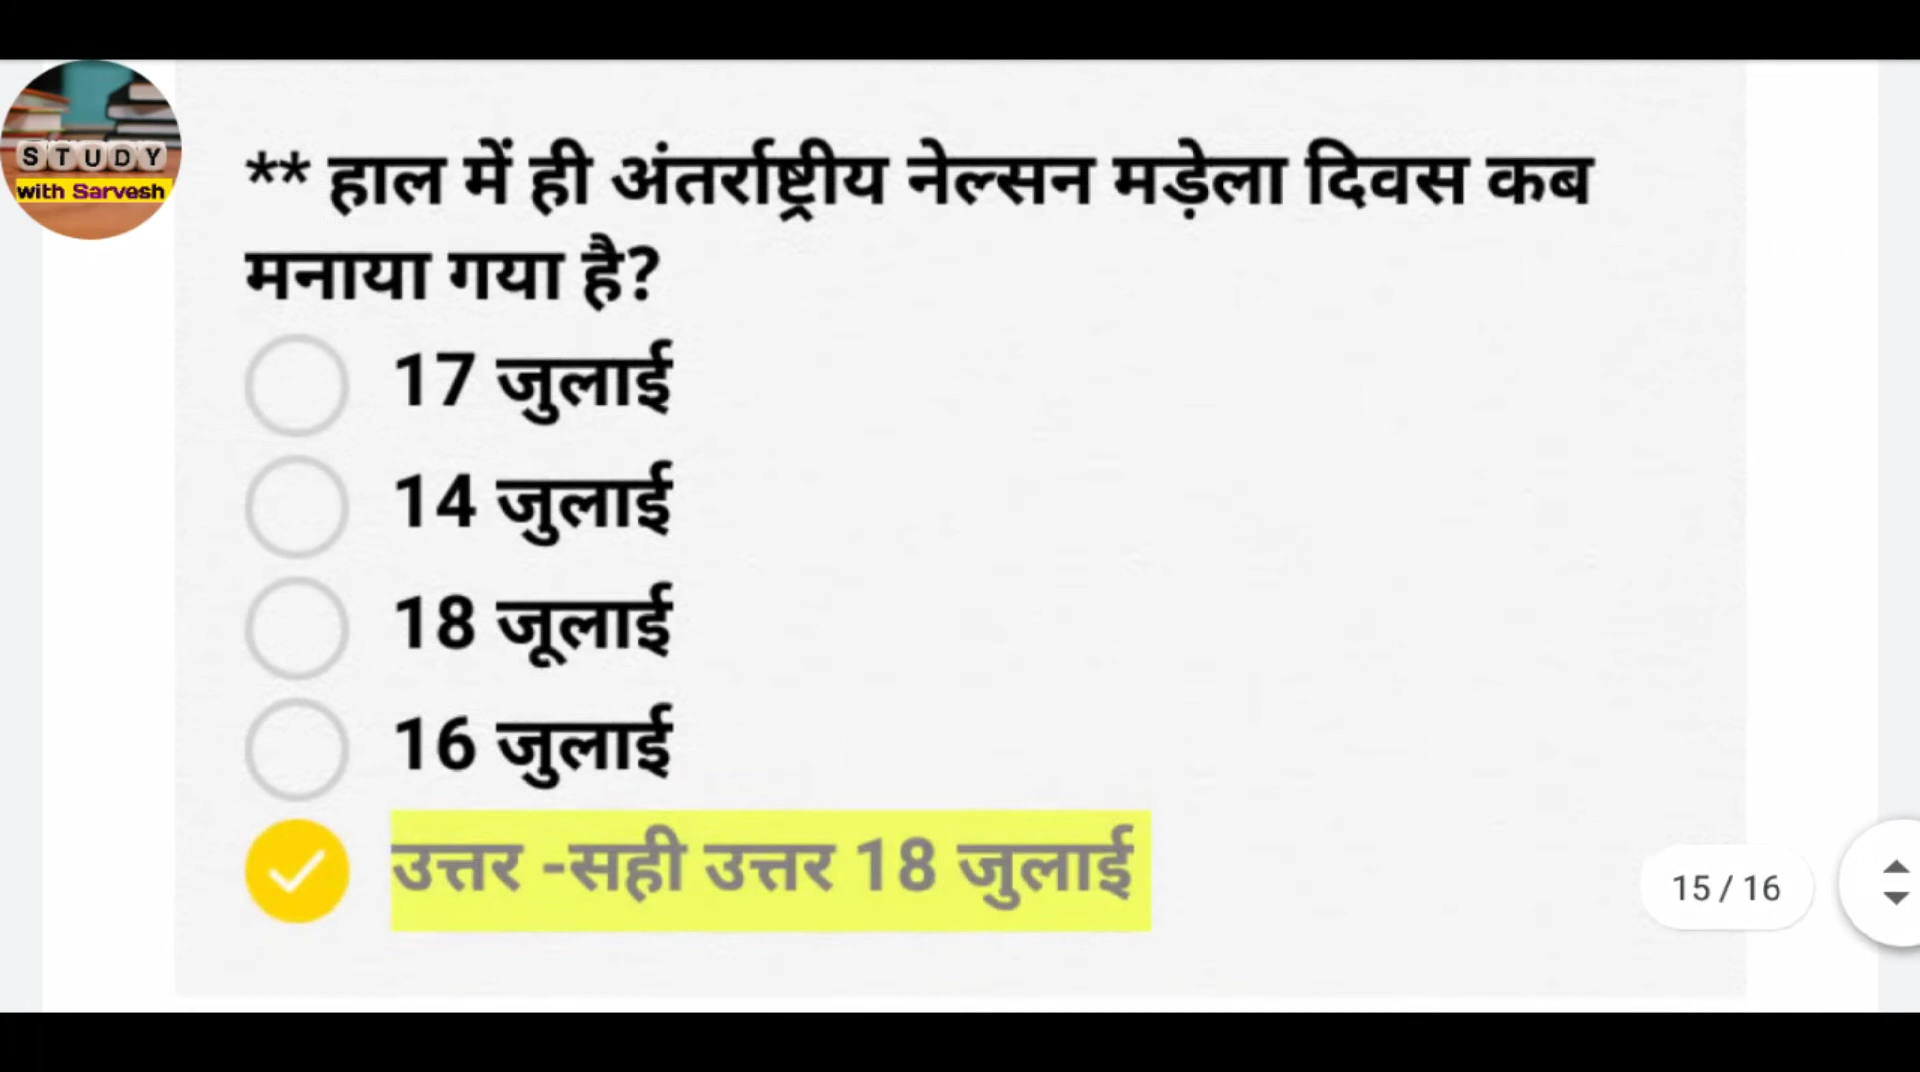 STUDY
with Sarvesh
** हाल में ही अंतर्राष्ट्रीय नेल्सन मड़ेला दिवस कब
मनाया गया है?
17 जुलाई
14 जुलाई
18 जूलाई
16 जुलाई
उत्तर -सही उत्तर 18 जुलाई
15 / 16